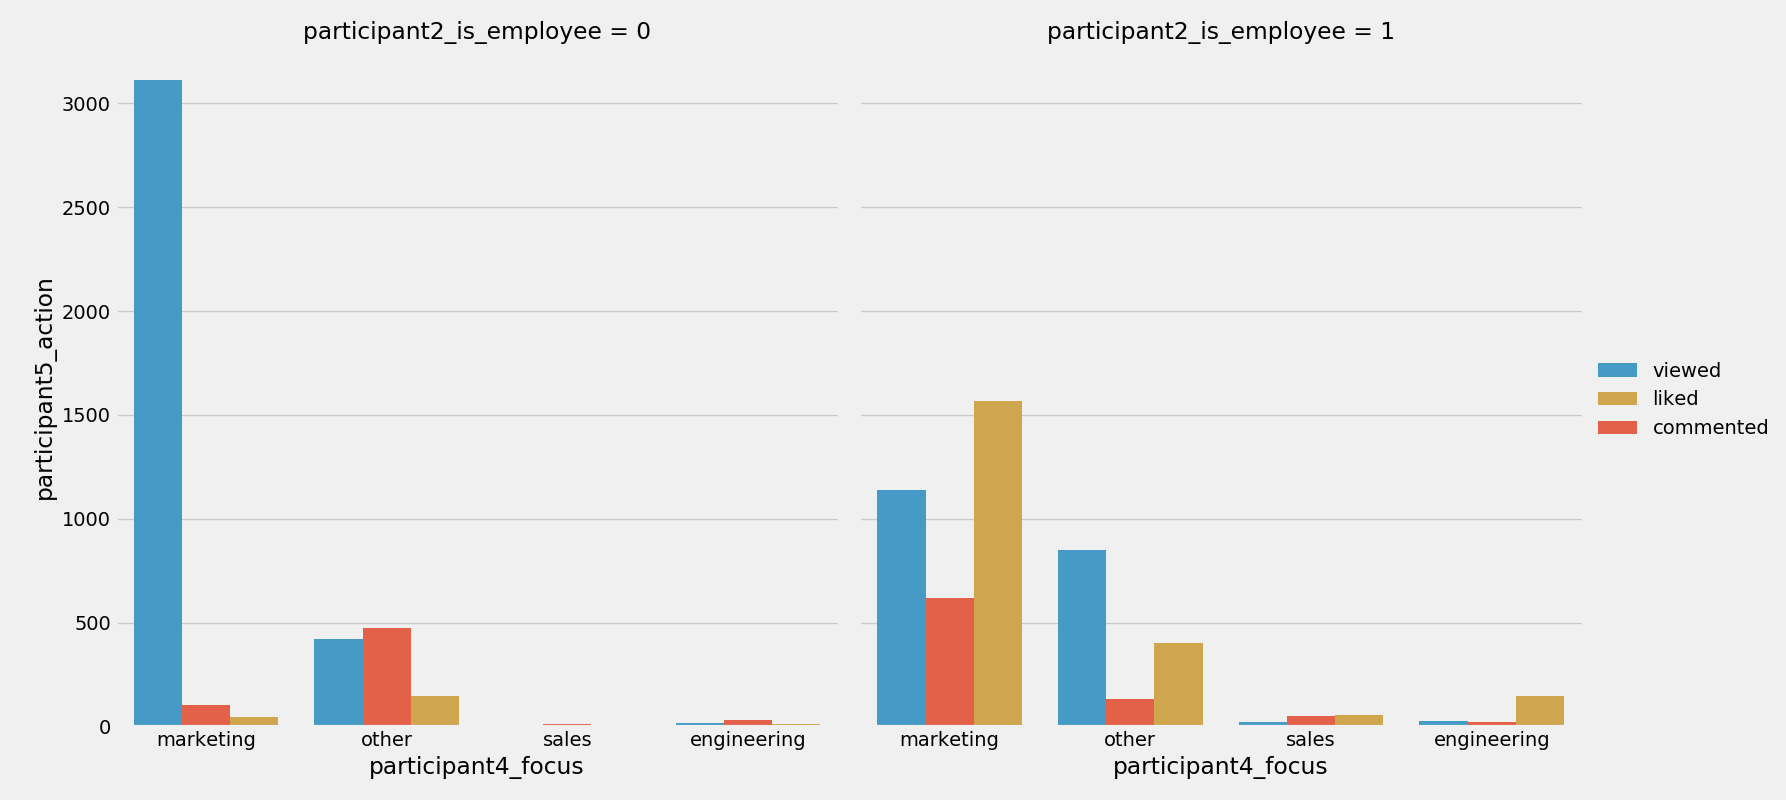 participant2_is_employee = 0
participant2_is_employee = 1
participant5_action
3000
2500
2000
1500
1000
500
0
marketing
other
sales
engineering
marketing
other
sales
engineering
participant4_focus
participant4_focus
viewed
liked
commented